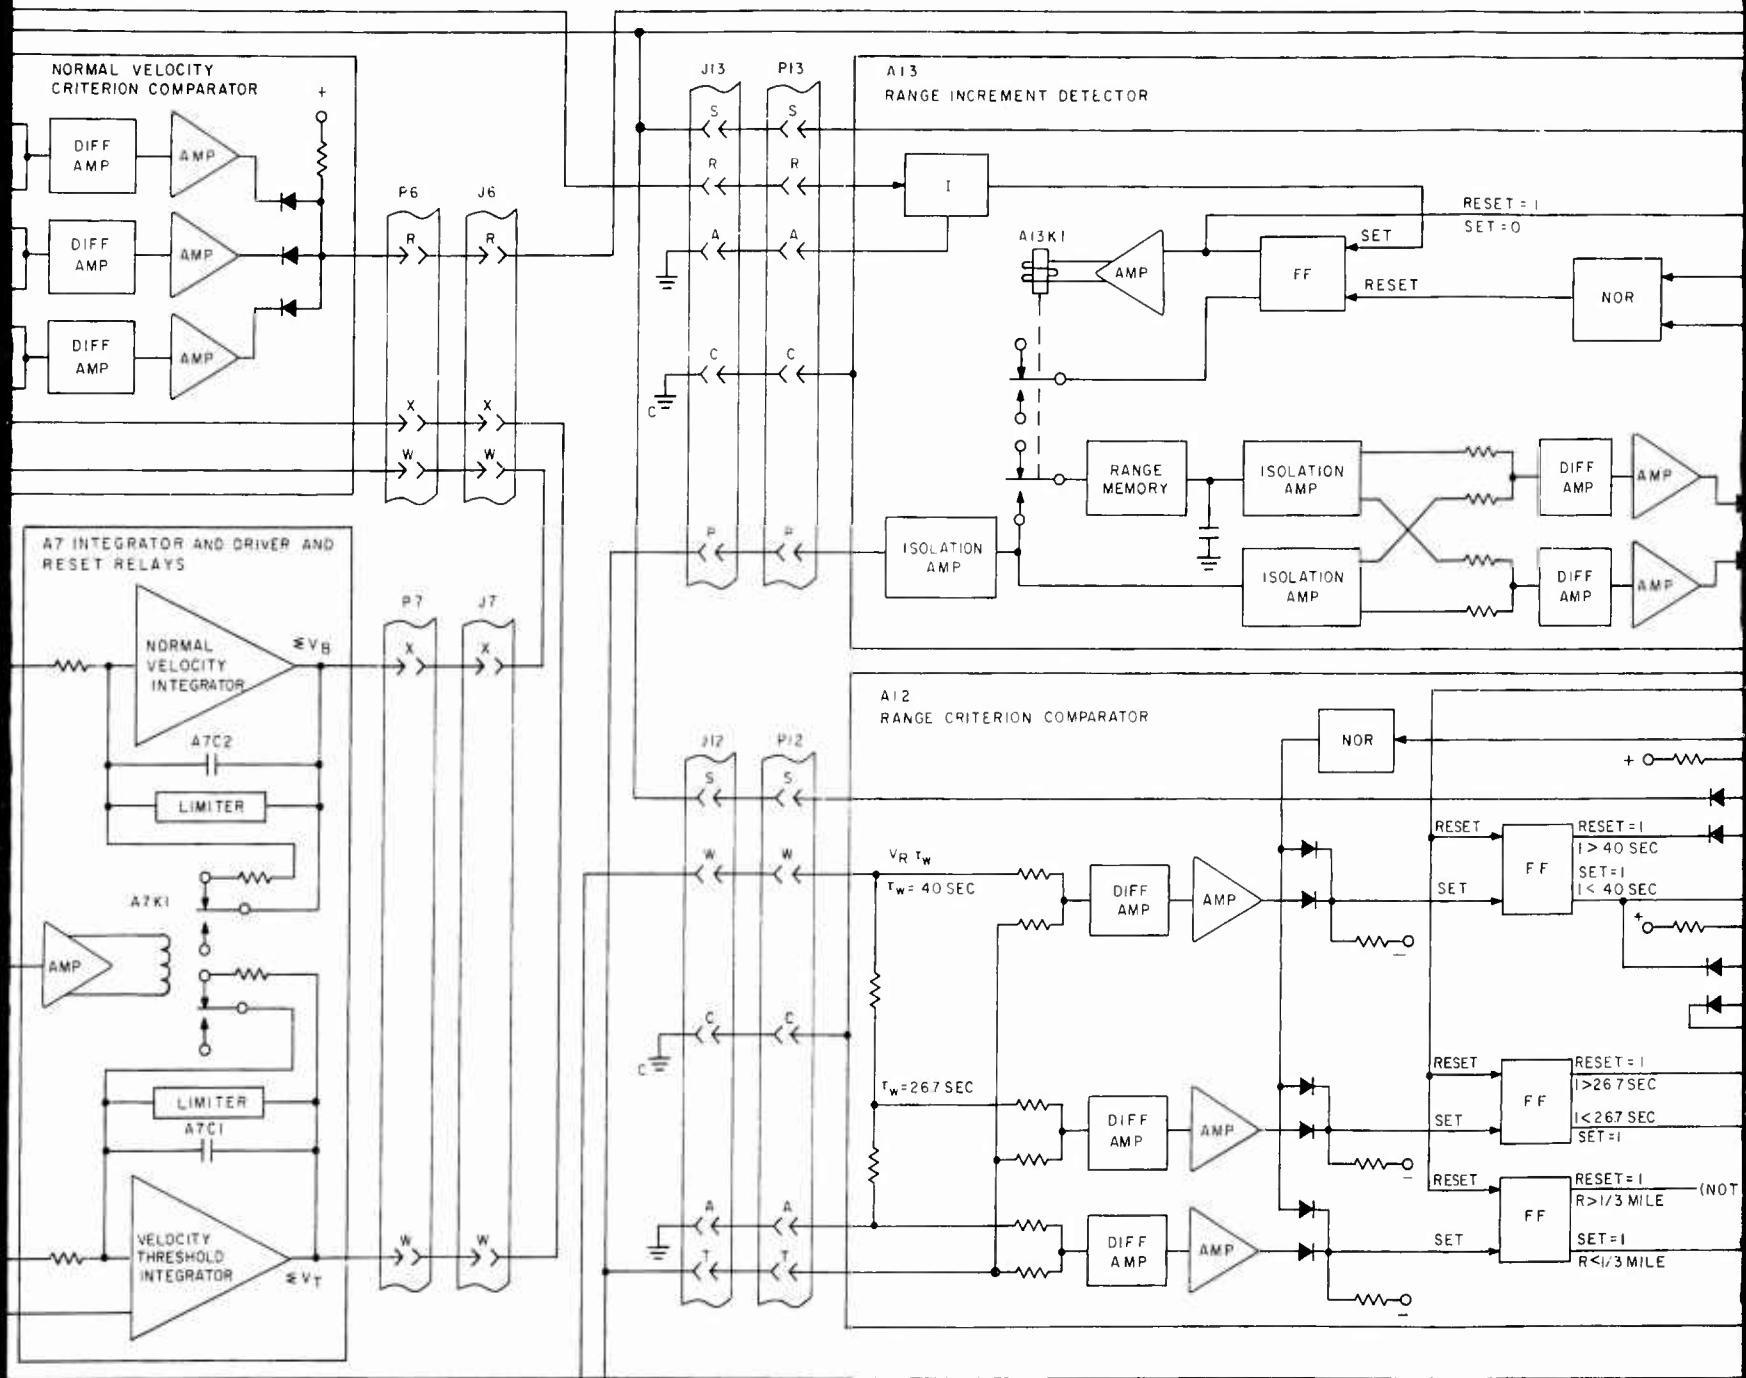 NORMAL VELOCITY
CRITERION COMPARATOR
+
DIFF
AMP
AMP
DIFF
AMP
AMP
DIFF
AMP
AMP
P6
J6
R
R
X
X
W
W
J13
P13
S
S
R
R
A
A
C
C
C
P
P
A13
RANGE INCREMENT DETECTOR
I
RESET = 1
SET = 0
A13K1
AMP
FF
SET
RESET
NOR
RANGE
MEMORY
ISOLATION
AMP
ISOLATION
AMP
ISOLATION
AMP
DIFF
AMP
AMP
DIFF
AMP
AMP
A7 INTEGRATOR AND DRIVER AND
RESET RELAYS
NORMAL
VELOCITY
INTEGRATOR
ΣVB
A7C2
LIMITER
A7K1
AMP
LIMITER
A7C1
VELOCITY
THRESHOLD
INTEGRATOR
ΣVT
P7
J7
X
X
W
W
J12
P12
S
S
W
W
C
C
C
A
A
T
T
A12
RANGE CRITERION COMPARATOR
NOR
+
VR TW
TW = 40 SEC
DIFF
AMP
AMP
–
RESET
SET
FF
RESET = 1
T > 40 SEC
SET = 1
T < 40 SEC
+
TW = 26.7 SEC
DIFF
AMP
AMP
–
RESET
SET
FF
RESET = 1
T > 26.7 SEC
T < 26.7 SEC
SET = 1
DIFF
AMP
AMP
–
RESET
SET
FF
RESET = 1
R > 1/3 MILE
(NOT
SET = 1
R < 1/3 MILE